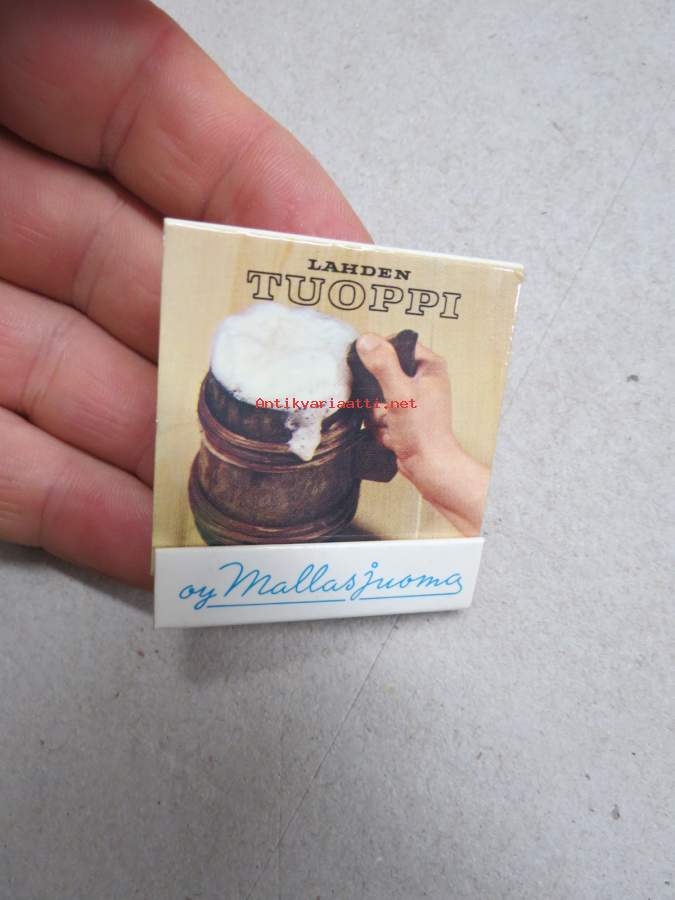 LAHDEN
TUOPPI
Antikvariaatti.net
oy Mallasjuoma